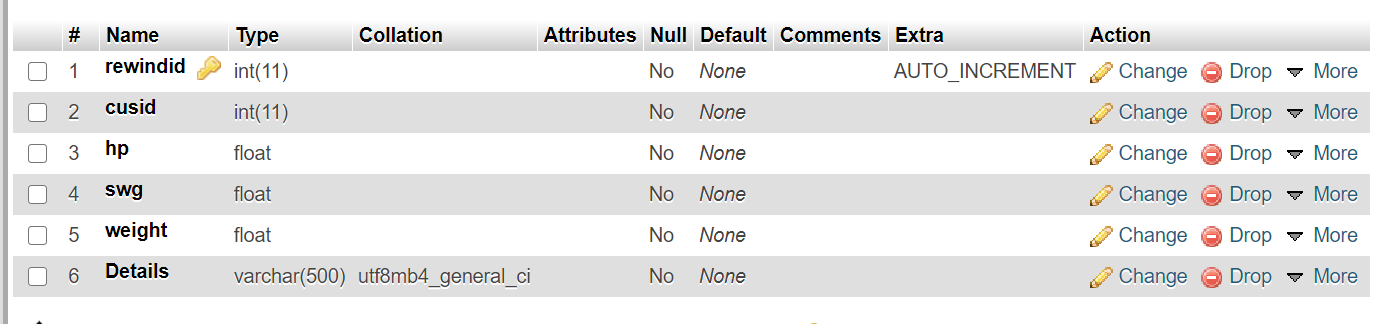 # Name Type Collation Attributes Null Default Comments Extra Action
1 rewindid int(11) No None AUTO_INCREMENT Change Drop More
2 cusid int(11) No None Change Drop More
3 hp float No None Change Drop More
4 swg float No None Change Drop More
5 weight float No None Change Drop More
6 Details varchar(500) utf8mb4_general_ci No None Change Drop More